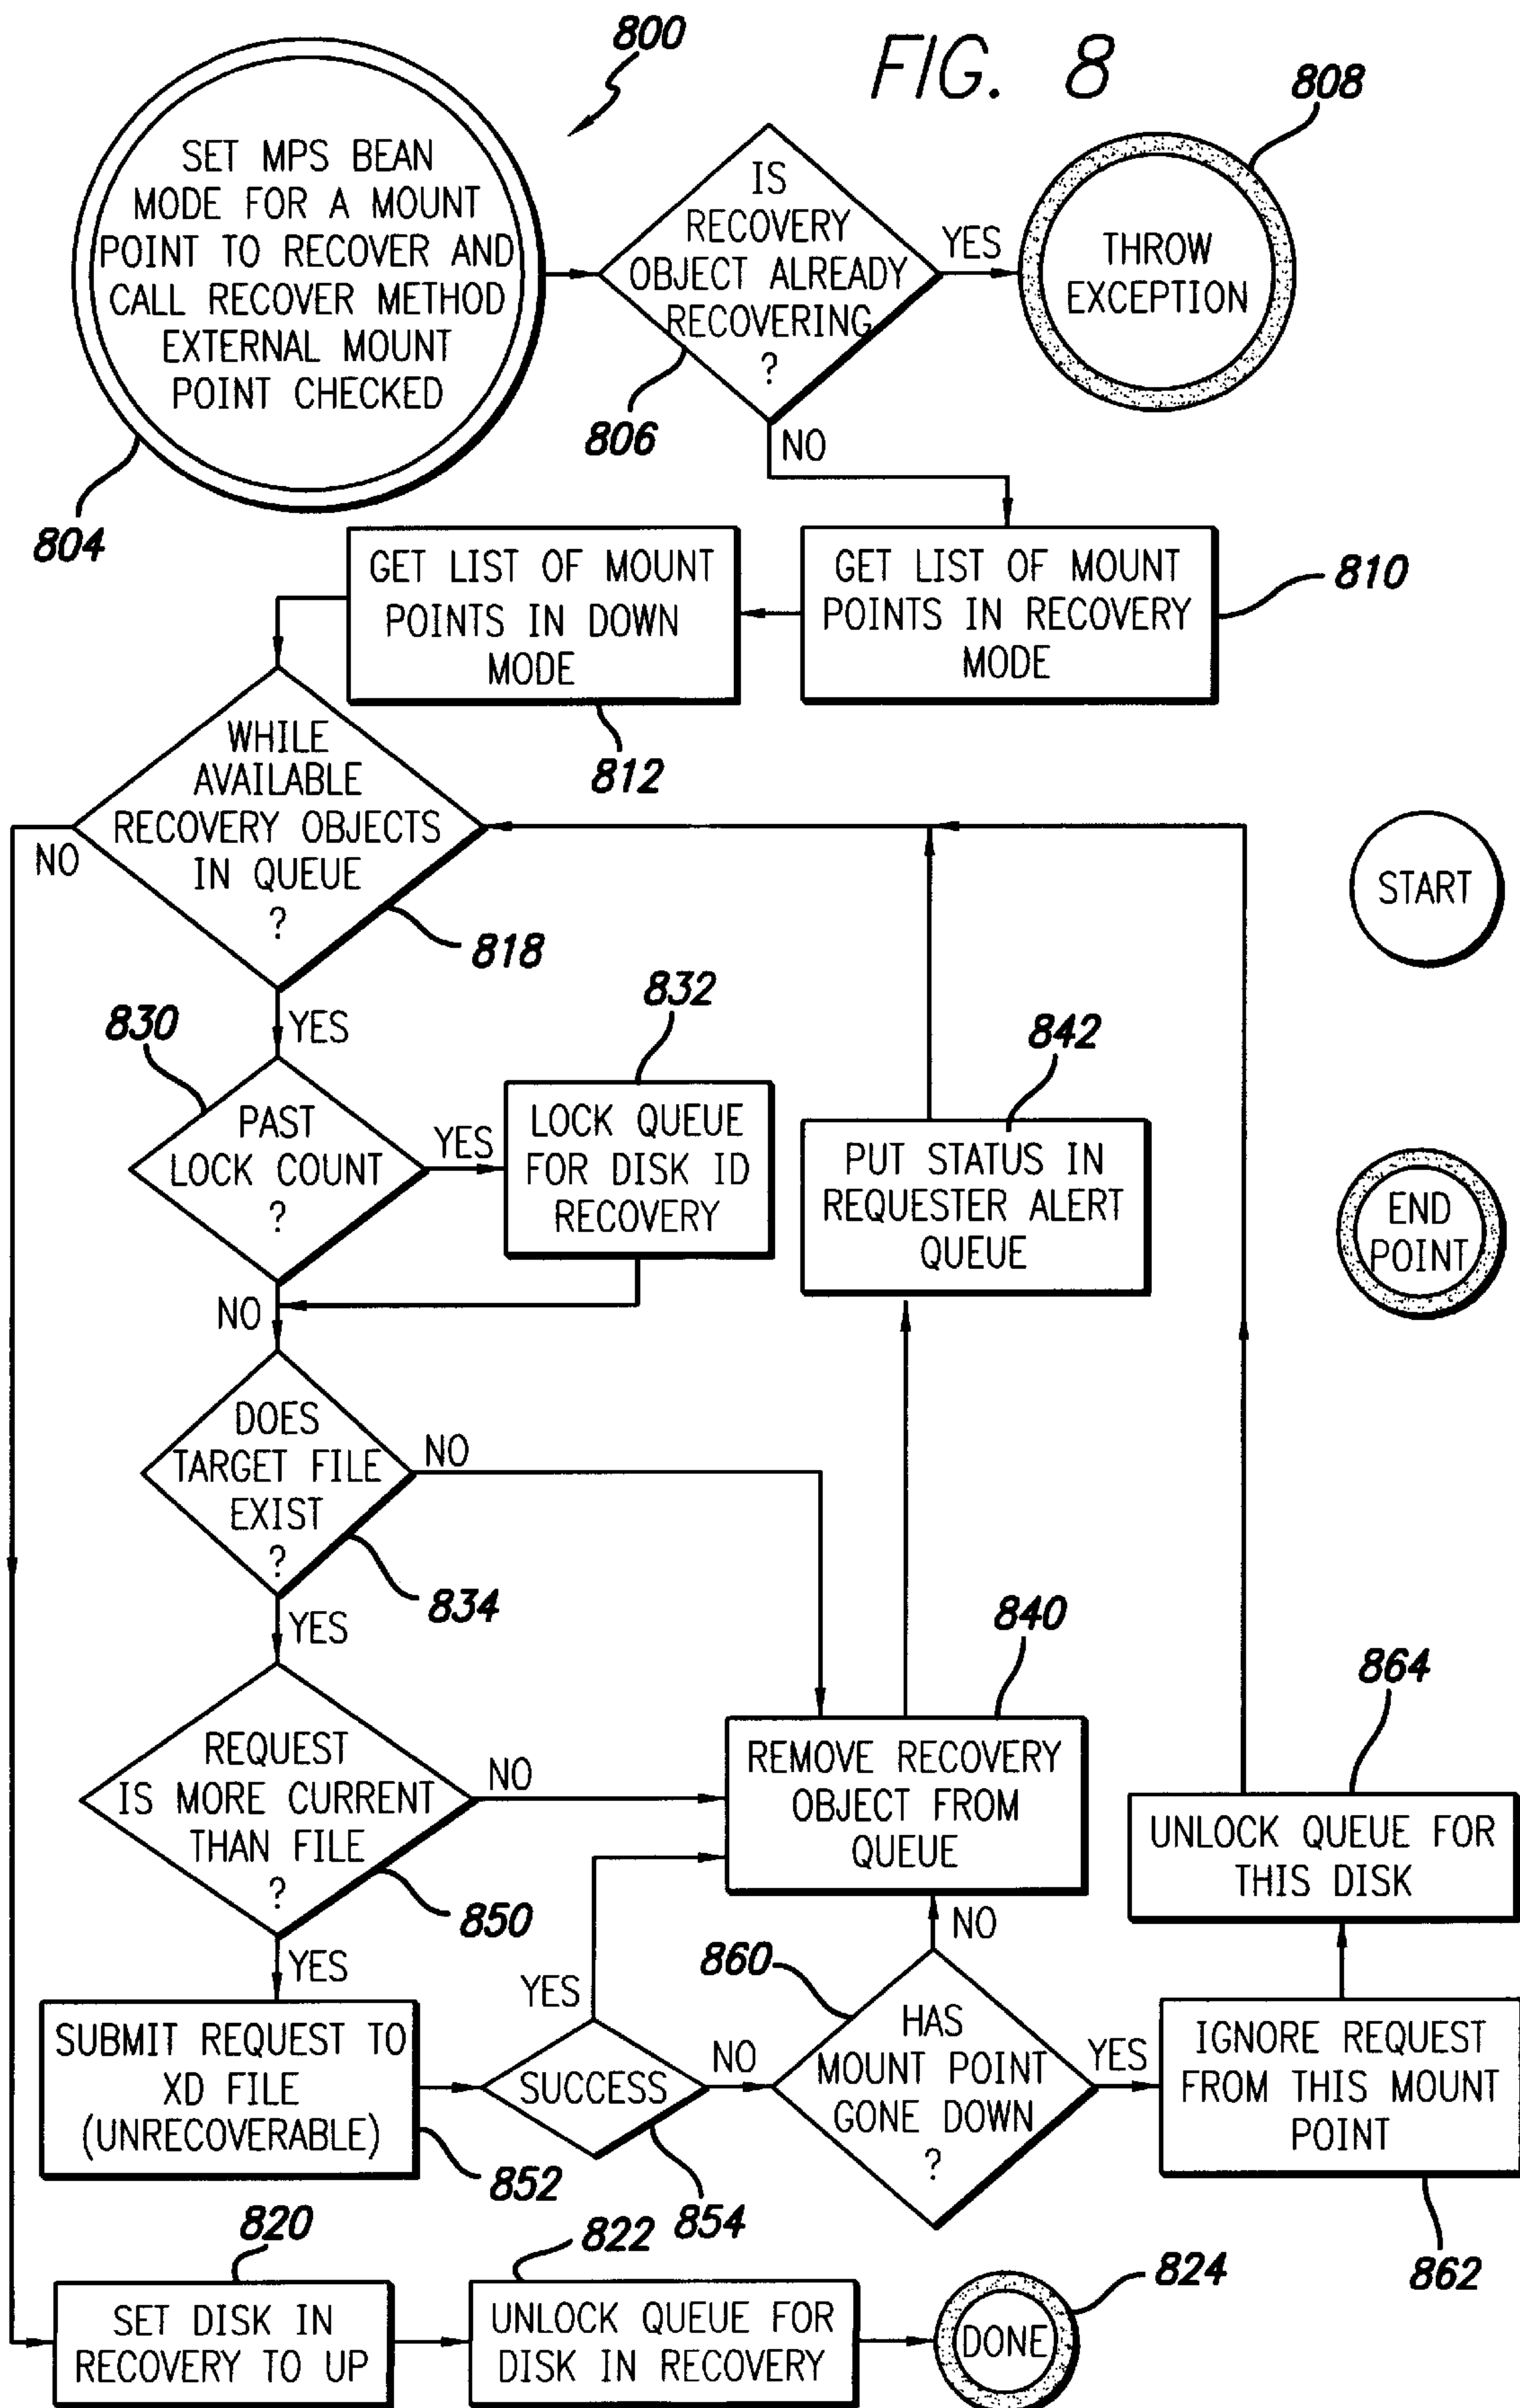 800
FIG. 8
808
SET MPS BEAN
MODE FOR A MOUNT
POINT TO RECOVER AND
CALL RECOVER METHOD
EXTERNAL MOUNT
POINT CHECKED
804
IS
RECOVERY
OBJECT ALREADY
RECOVERING
?
806
YES
THROW
EXCEPTION
NO
GET LIST OF MOUNT
POINTS IN DOWN
MODE
812
GET LIST OF MOUNT
POINTS IN RECOVERY
MODE
810
WHILE
AVAILABLE
RECOVERY OBJECTS
IN QUEUE
?
NO
818
START
YES
830
PAST
LOCK COUNT
?
YES
832
LOCK QUEUE
FOR DISK ID
RECOVERY
842
PUT STATUS IN
REQUESTER ALERT
QUEUE
END
POINT
NO
DOES
TARGET FILE
EXIST
?
NO
834
YES
840
864
REQUEST
IS MORE CURRENT
THAN FILE
?
NO
850
REMOVE RECOVERY
OBJECT FROM
QUEUE
UNLOCK QUEUE FOR
THIS DISK
YES
YES
860
NO
SUBMIT REQUEST TO
XD FILE
(UNRECOVERABLE)
852
SUCCESS
854
NO
HAS
MOUNT POINT
GONE DOWN
?
YES
IGNORE REQUEST
FROM THIS MOUNT
POINT
862
820
822
824
SET DISK IN
RECOVERY TO UP
UNLOCK QUEUE FOR
DISK IN RECOVERY
DONE